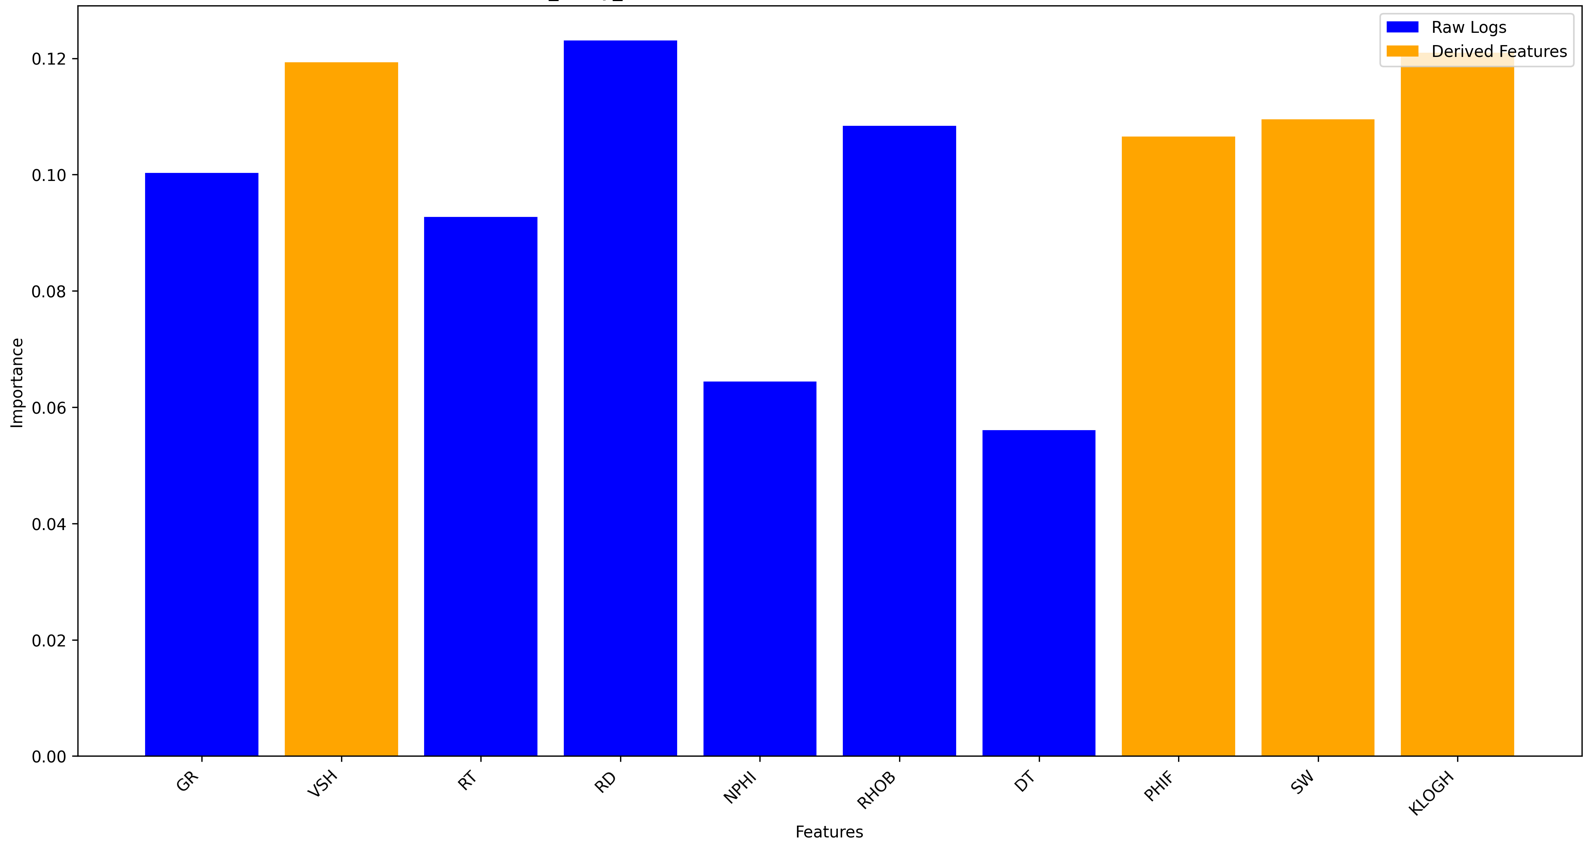 Raw Logs
Derived Features
0.12
0.10
0.08
0.06
0.04
0.02
0.00
Importance
GR
VSH
RT
RD
NPHI
RHOB
DT
PHIF
SW
KLOGH
Features